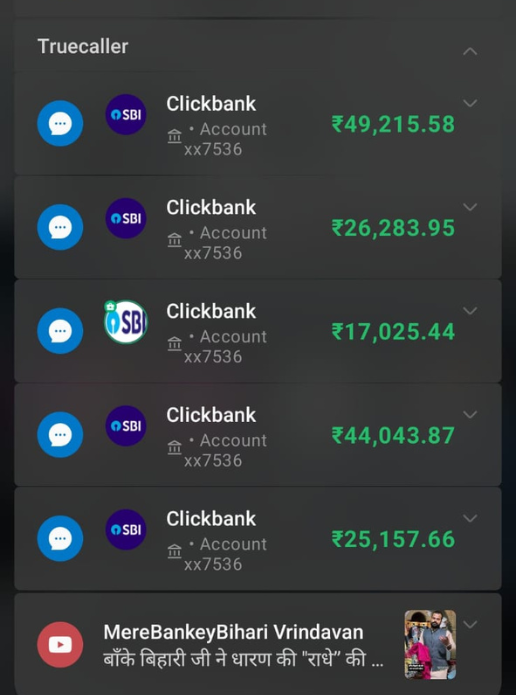 Truecaller
SBI
Clickbank
• Account
xx7536
₹49,215.58
SBI
Clickbank
• Account
xx7536
₹26,283.95
SBI
Clickbank
• Account
xx7536
₹17,025.44
SBI
Clickbank
• Account
xx7536
₹44,043.87
SBI
Clickbank
• Account
xx7536
₹25,157.66
MereBankeyBihari Vrindavan
बाँके बिहारी जी ने धारण की "राधे” की ...